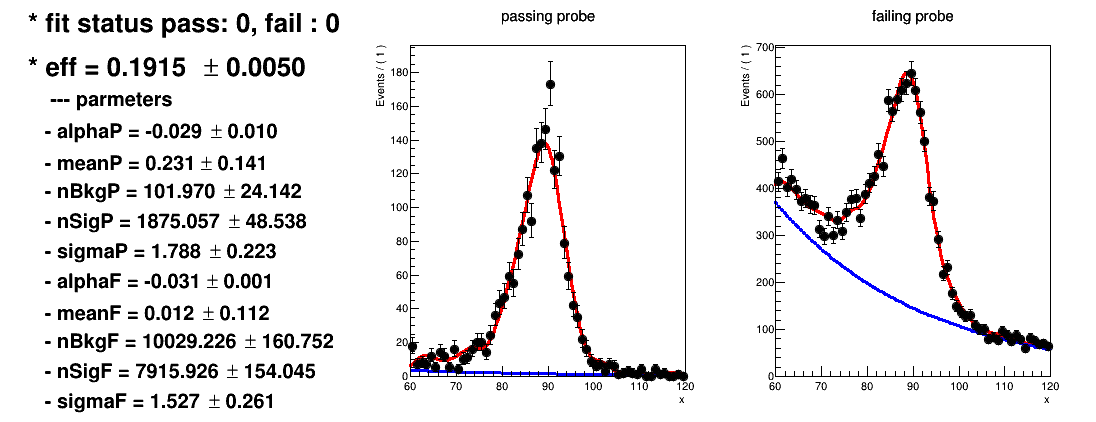 * fit status pass: 0, fail : 0
* eff = 0.1915 ± 0.0050
--- parmeters
- alphaP = -0.029 ± 0.010
- meanP = 0.231 ± 0.141
- nBkgP = 101.970 ± 24.142
- nSigP = 1875.057 ± 48.538
- sigmaP = 1.788 ± 0.223
- alphaF = -0.031 ± 0.001
- meanF = 0.012 ± 0.112
- nBkgF = 10029.226 ± 160.752
- nSigF = 7915.926 ± 154.045
- sigmaF = 1.527 ± 0.261
passing probe
Events / ( 1 )
180
160
140
120
100
80
60
40
20
0
60 70 80 90 100 110 120
x
failing probe
Events / ( 1 )
700
600
500
400
300
200
100
0
60 70 80 90 100 110 120
x